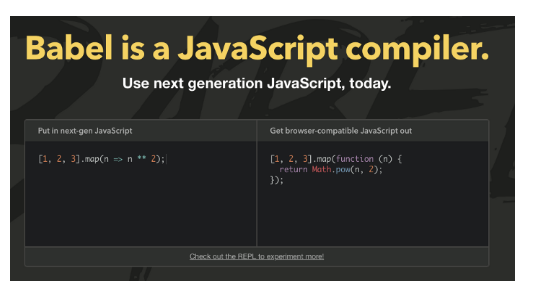 Babel is a JavaScript compiler.
Use next generation JavaScript, today.
Put in next-gen JavaScript
[1, 2, 3].map(n => n ** 2);
Get browser-compatible JavaScript out
[1, 2, 3].map(function (n) {
  return Math.pow(n, 2);
});
Check out the REPL to experiment more!